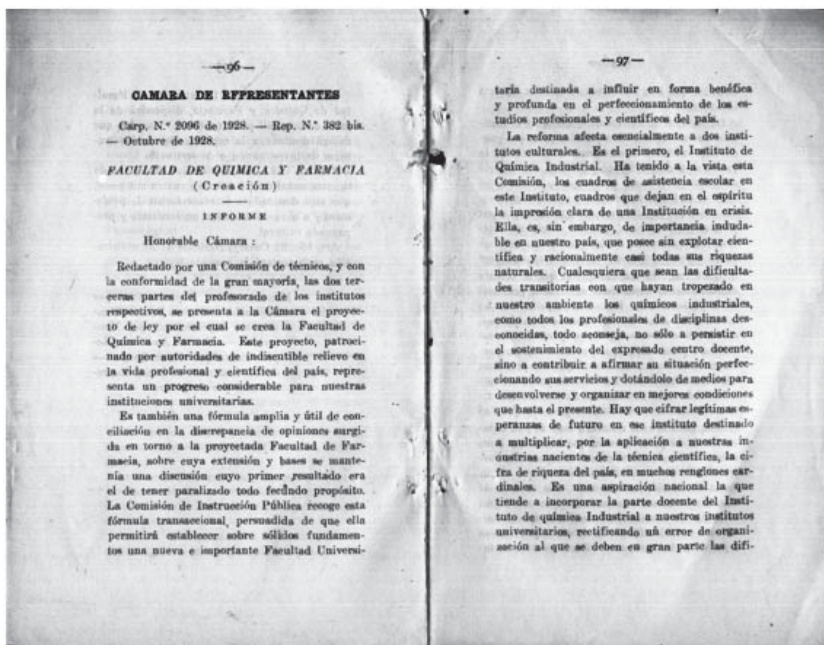 —96—
CAMARA DE REPRESENTANTES
Carp. N.º 2096 de 1928. — Rep. N.º 382 bis.
— Octubre de 1928.
FACULTAD DE QUIMICA Y FARMACIA
(Creación)
INFORME
Honorable Cámara :
Redactado por una Comisión de técnicos, y con
la conformidad de la gran mayoría, las dos ter-
ceras partes del profesorado de los institutos
respectivos, se presenta a la Cámara el proyec-
to de ley por el cual se crea la Facultad de
Química y Farmacia. Este proyecto, patroci-
nado por autoridades de indiscutible relieve en
la vida profesional y científica del país, repre-
senta un progreso considerable para nuestras
instituciones universitarias.
Es también una fórmula amplia y útil de con-
ciliación en la discrepancia de opiniones surgi-
da en torno a la proyectada Facultad de Far-
macia, sobre cuya extensión y bases se mante-
nía una discusión cuyo primer resultado era
el de tener paralizado todo fecundo propósito.
La Comisión de Instrucción Pública recoge esta
fórmula transaccional, persuadida de que ella
permitirá establecer sobre sólidos fundamen-
tos una nueva e importante Facultad Universi-
—97—
taria destinada a influir en forma benéfica
y profunda en el perfeccionamiento de los es-
tudios profesionales y científicos del país.
La reforma afecta esencialmente a dos insti-
tutos culturales. Es el primero, el Instituto de
Química Industrial. Ha tenido a la vista esta
Comisión, los cuadros de asistencia escolar en
este Instituto, cuadros que dejan en el espíritu
la impresión clara de una Institución en crisis.
Ella, es, sin embargo, de importancia induda-
ble en nuestro país, que posee sin explotar cien-
tífica y racionalmente casi todas sus riquezas
naturales. Cualesquiera que sean las dificulta-
des transitorias con que hayan tropezado en
nuestro ambiente los químicos industriales,
como todos los profesionales de disciplinas des-
conocidas, todo aconseja, no sólo a persistir en
el sostenimiento del expresado centro docente,
sino a contribuir a afirmar su situación perfec-
cionando sus servicios y dotándolo de medios para
desenvolverse y organizar en mejores condiciones
que hasta el presente. Hay que cifrar legítimas es-
peranzas de futuro en ese instituto destinado
a multiplicar, por la aplicación a nuestras in-
dustrias nacientes de la técnica científica, la ci-
fra de riqueza del país, en muchos renglones car-
dinales. Es una aspiración nacional la que
tiende a incorporar la parte docente del Insti-
tuto de química Industrial a nuestros institutos
universitarios, rectificando un error de organi-
zación al que se deben en gran parte las difi-